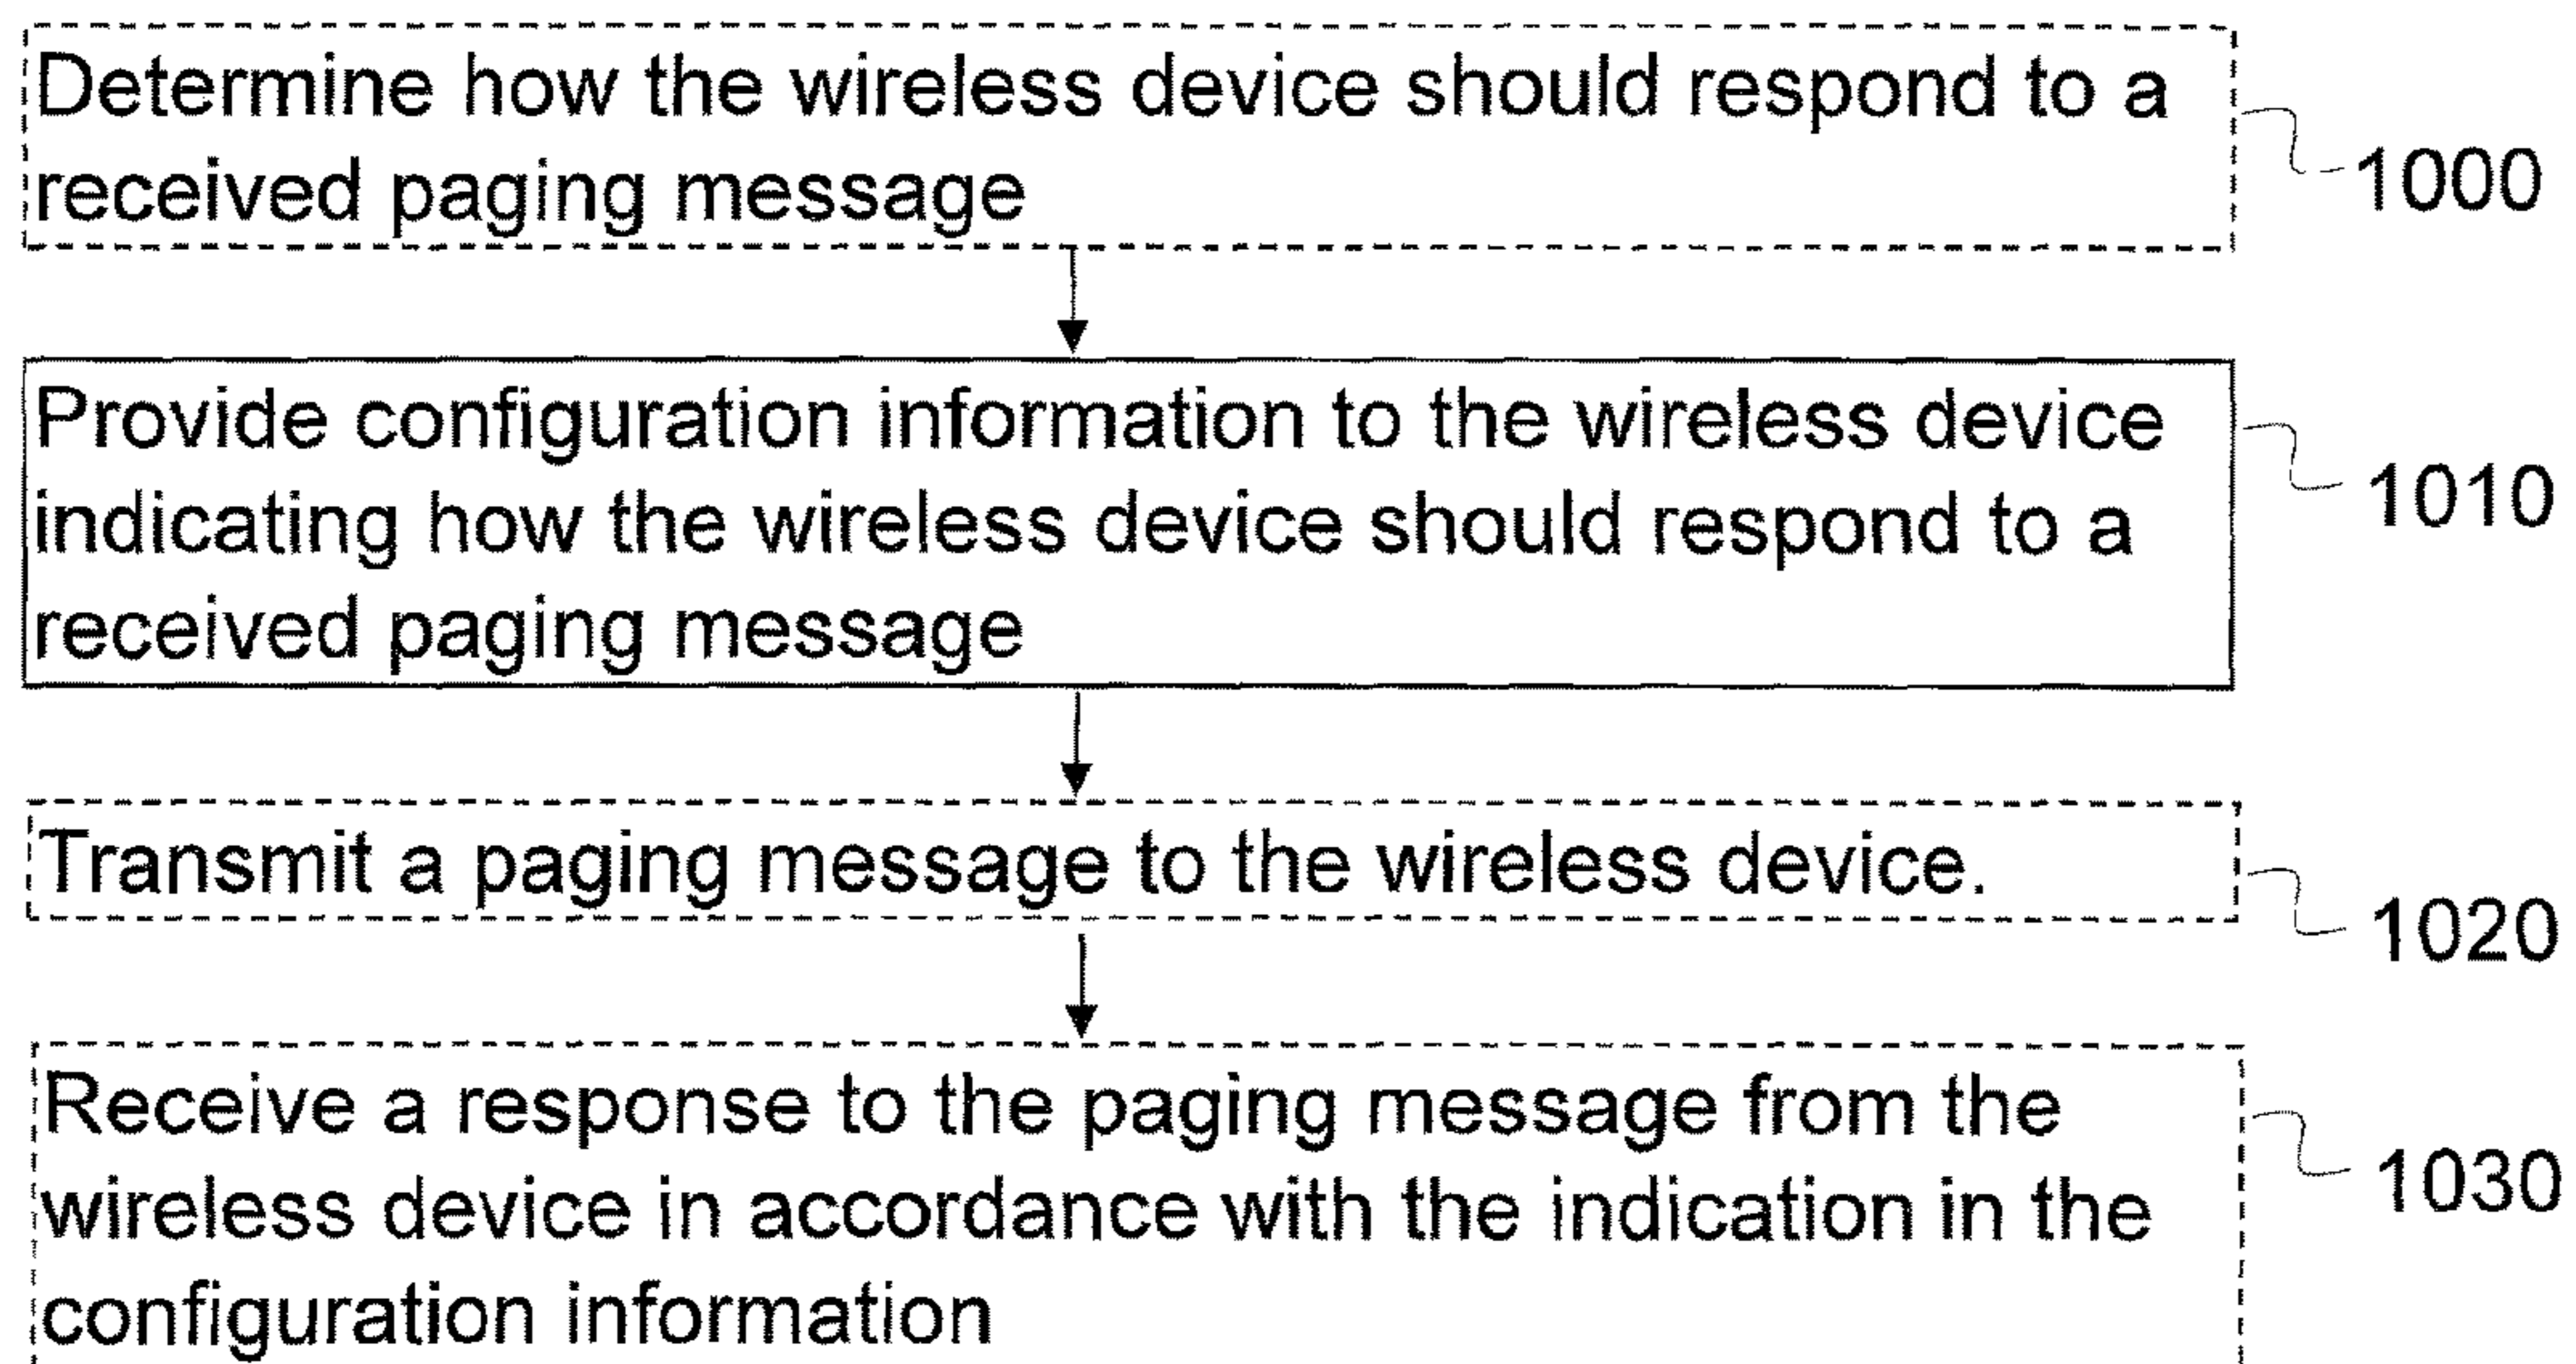 Determine how the wireless device should respond to a
received paging message
1000
Provide configuration information to the wireless device
indicating how the wireless device should respond to a
received paging message
1010
Transmit a paging message to the wireless device.
1020
Receive a response to the paging message from the
wireless device in accordance with the indication in the
configuration information
1030